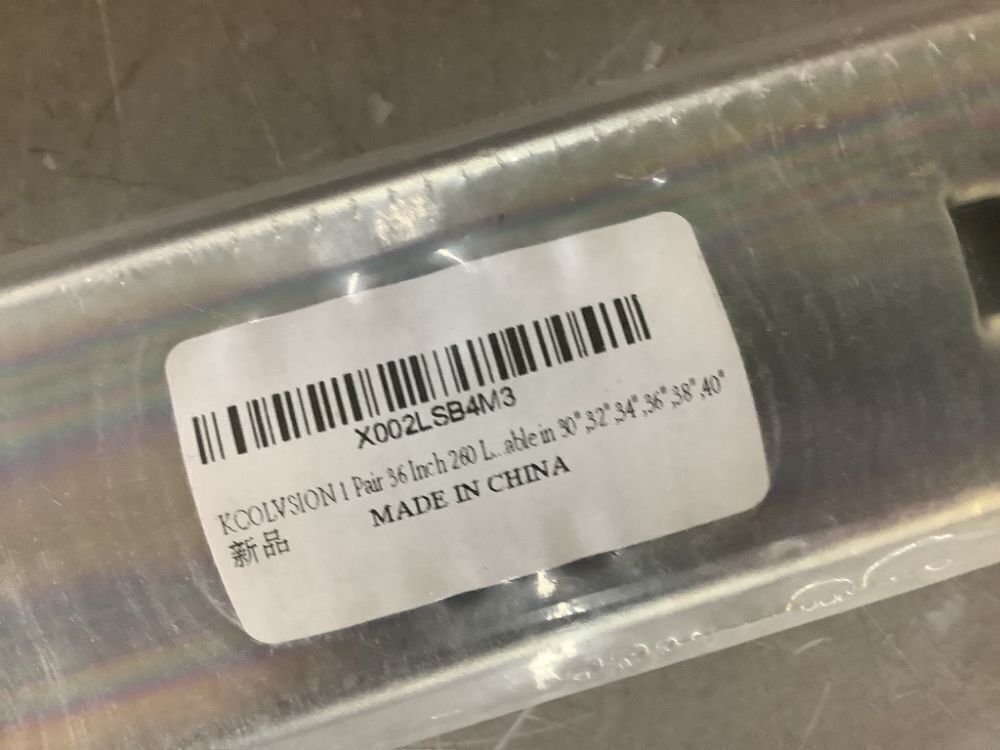 X002LSB4M3
KCOLVSION 1 Pair 36 Inch 260 L...able in 30",32",34",36",38",40"
新品
MADE IN CHINA